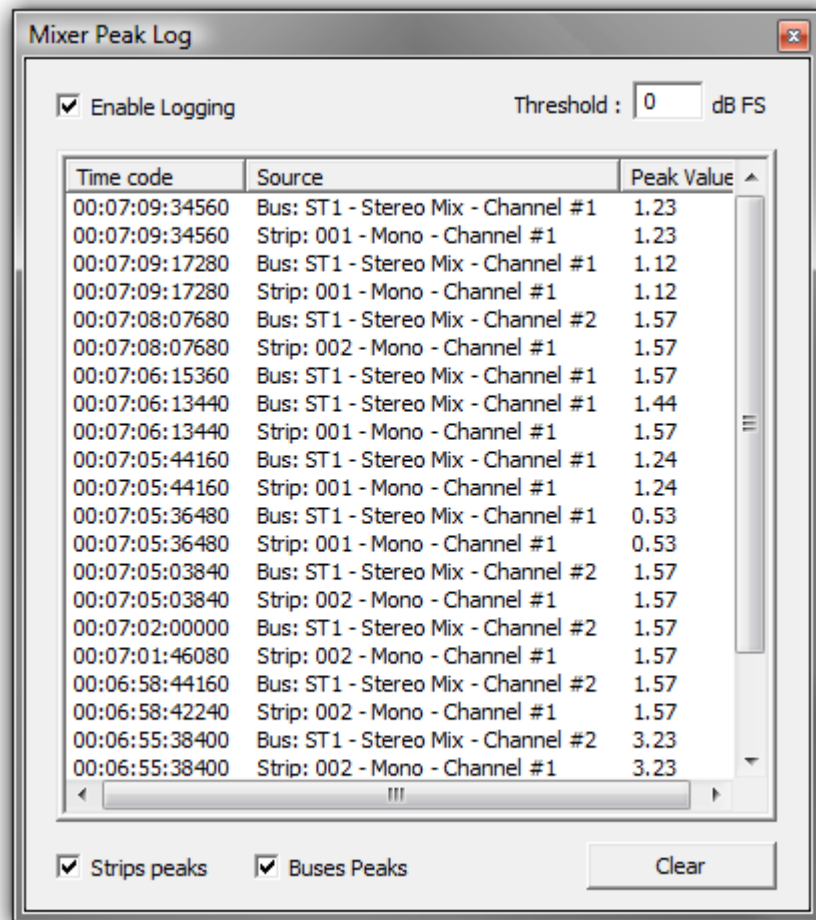 Mixer Peak Log
Enable Logging Threshold : 0 dB FS
Time code Source Peak Value
00:07:09:34560 Bus: ST1 - Stereo Mix - Channel #1 1.23
00:07:09:34560 Strip: 001 - Mono - Channel #1 1.23
00:07:09:17280 Bus: ST1 - Stereo Mix - Channel #1 1.12
00:07:09:17280 Strip: 001 - Mono - Channel #1 1.12
00:07:08:07680 Bus: ST1 - Stereo Mix - Channel #2 1.57
00:07:08:07680 Strip: 002 - Mono - Channel #1 1.57
00:07:06:15360 Bus: ST1 - Stereo Mix - Channel #1 1.57
00:07:06:13440 Bus: ST1 - Stereo Mix - Channel #1 1.44
00:07:06:13440 Strip: 001 - Mono - Channel #1 1.57
00:07:05:44160 Bus: ST1 - Stereo Mix - Channel #1 1.24
00:07:05:44160 Strip: 001 - Mono - Channel #1 1.24
00:07:05:36480 Bus: ST1 - Stereo Mix - Channel #1 0.53
00:07:05:36480 Strip: 001 - Mono - Channel #1 0.53
00:07:05:03840 Bus: ST1 - Stereo Mix - Channel #2 1.57
00:07:05:03840 Strip: 002 - Mono - Channel #1 1.57
00:07:02:00000 Bus: ST1 - Stereo Mix - Channel #2 1.57
00:07:01:46080 Strip: 002 - Mono - Channel #1 1.57
00:06:58:44160 Bus: ST1 - Stereo Mix - Channel #2 1.57
00:06:58:42240 Strip: 002 - Mono - Channel #1 1.57
00:06:55:38400 Bus: ST1 - Stereo Mix - Channel #2 3.23
00:06:55:38400 Strip: 002 - Mono - Channel #1 3.23
Strips peaks Buses Peaks Clear